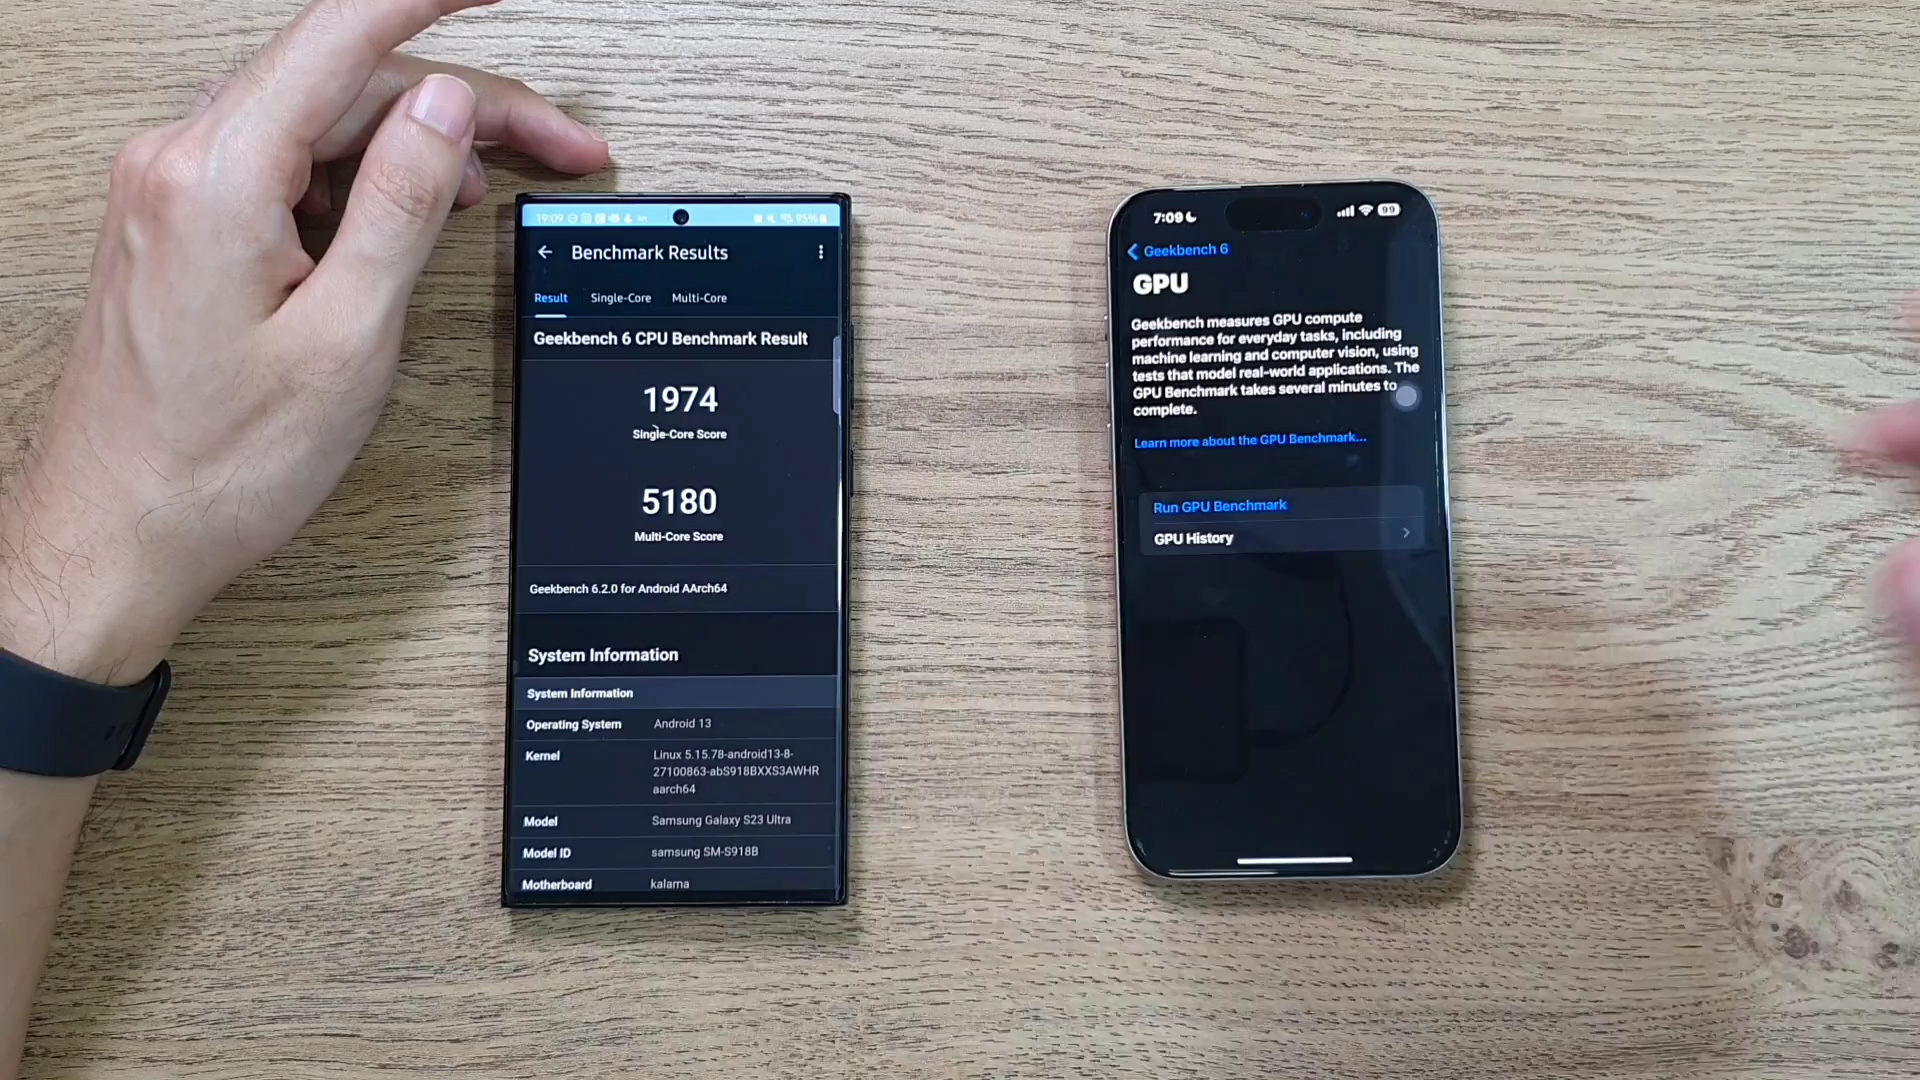 19:09
95%
Benchmark Results
Result Single-Core Multi-Core
Geekbench 6 CPU Benchmark Result
1974
Single-Core Score
5180
Multi-Core Score
Geekbench 6.2.0 for Android AArch64
System Information
System Information
Operating System Android 13
Kernel Linux 5.15.78-android13-8-
27100863-abS918BXXS3AWHR
aarch64
Model Samsung Galaxy S23 Ultra
Model ID samsung SM-S918B
Motherboard kalama
7:09
99
Geekbench 6
GPU
Geekbench measures GPU compute
performance for everyday tasks, including
machine learning and computer vision, using
tests that model real-world applications. The
GPU Benchmark takes several minutes to
complete.
Learn more about the GPU Benchmark...
Run GPU Benchmark
GPU History